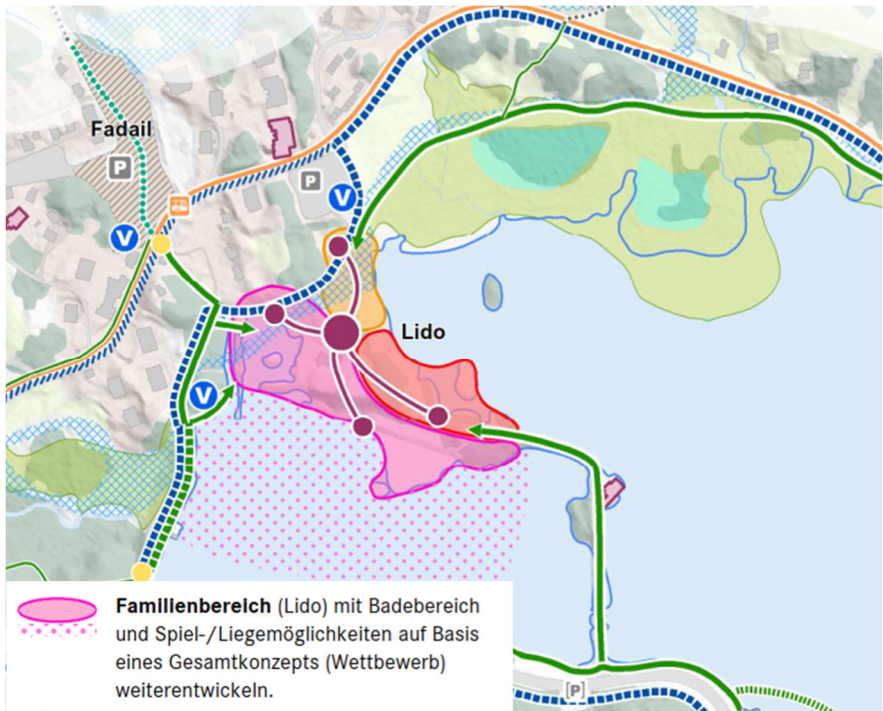 Fadail
P
P
V
V
Lido
V
Familienbereich (Lido) mit Badebereich
und Spiel-/Liegemöglichkeiten auf Basis
eines Gesamtkonzepts (Wettbewerb)
weiterentwickeln.
[P]